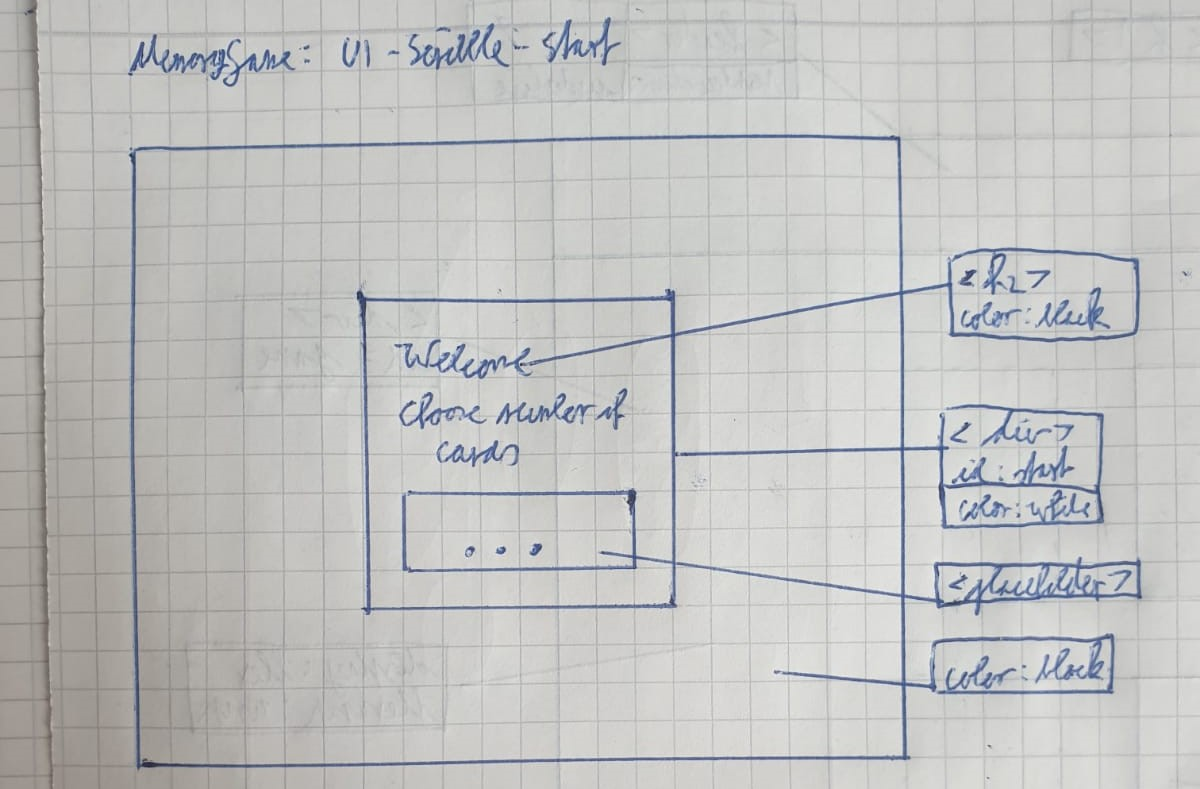 MemoryGame: UI - Scribble - Start
Welcome
Choose number of
cards
...
<h2>
color: black
<div>
id: start
color: white
<placeholder>
color: black